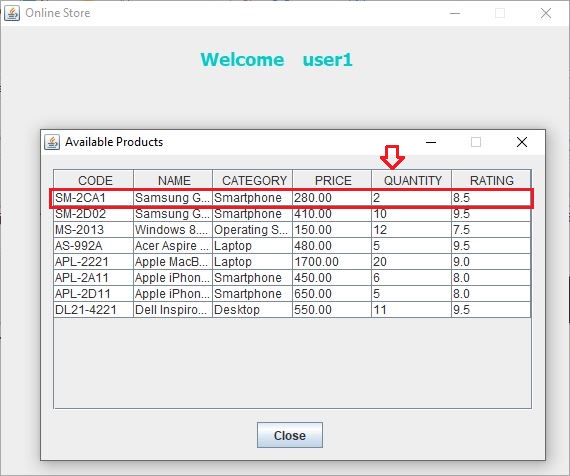 Online Store
Welcome user1
Available Products
CODE NAME CATEGORY PRICE QUANTITY RATING
SM-2CA1 Samsung G... Smartphone 280.00 2 8.5
SM-2D02 Samsung G... Smartphone 410.00 10 9.5
MS-2013 Windows 8.... Operating S... 150.00 12 7.5
AS-992A Acer Aspire ... Laptop 480.00 5 9.5
APL-2221 Apple MacB... Laptop 1700.00 20 9.0
APL-2A11 Apple iPhon... Smartphone 450.00 6 8.0
APL-2D11 Apple iPhon... Smartphone 650.00 5 8.0
DL21-4221 Dell Inspiro... Desktop 550.00 11 9.5
Close